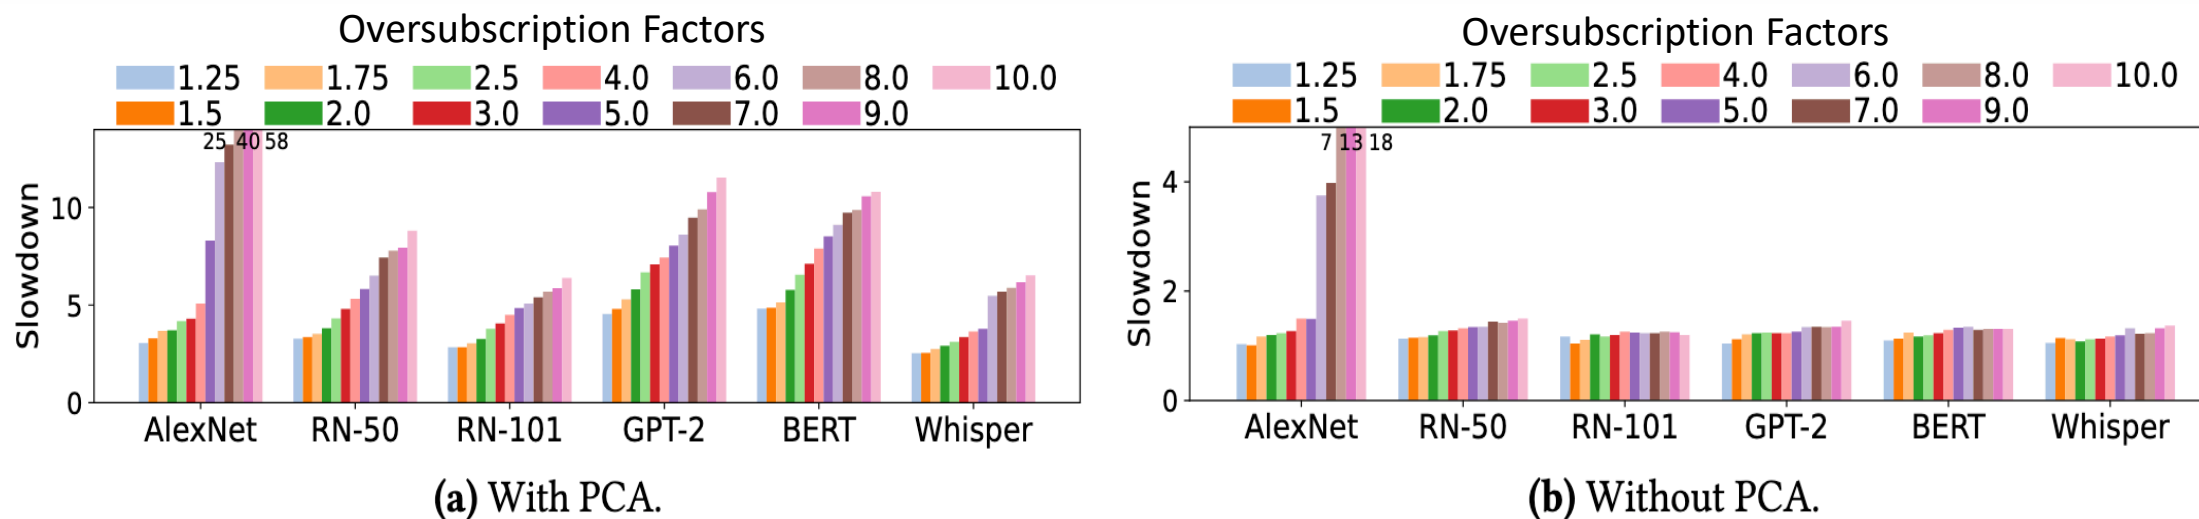 Oversubscription Factors
1.25 1.75 2.5 4.0 6.0 8.0 10.0
1.5 2.0 3.0 5.0 7.0 9.0
25 40 58
Slowdown
10
5
0
AlexNet RN-50 RN-101 GPT-2 BERT Whisper
(a) With PCA.
Oversubscription Factors
1.25 1.75 2.5 4.0 6.0 8.0 10.0
1.5 2.0 3.0 5.0 7.0 9.0
7 13 18
Slowdown
4
2
0
AlexNet RN-50 RN-101 GPT-2 BERT Whisper
(b) Without PCA.